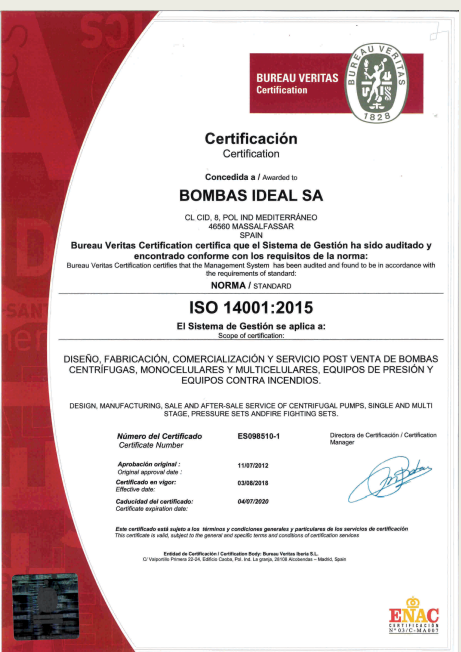 BUREAU VERITAS
Certification
BUREAU VERITAS
1828
Certificación
Certification
Concedida a / Awarded to
BOMBAS IDEAL SA
CL CID, 8, POL IND MEDITERRÁNEO
46560 MASSALFASSAR
SPAIN
Bureau Veritas Certification certifica que el Sistema de Gestión ha sido auditado y
encontrado conforme con los requisitos de la norma:
Bureau Veritas Certification certifies that the Management System has been audited and found to be in accordance with
the requirements of standard:
NORMA / STANDARD
ISO 14001:2015
El Sistema de Gestión se aplica a:
Scope of certification:
DISEÑO, FABRICACIÓN, COMERCIALIZACIÓN Y SERVICIO POST VENTA DE BOMBAS
CENTRÍFUGAS, MONOCELULARES Y MULTICELULARES, EQUIPOS DE PRESIÓN Y
EQUIPOS CONTRA INCENDIOS.
DESIGN, MANUFACTURING, SALE AND AFTER-SALE SERVICE OF CENTRIFUGAL PUMPS, SINGLE AND MULTI
STAGE, PRESSURE SETS ANDFIRE FIGHTING SETS.
Número del Certificado ES098510-1 Directora de Certificación / Certification
Certificate Number Manager
Aprobación original : 11/07/2012
Original approval date :
Certificado en vigor: 03/08/2018
Effective date:
Caducidad del certificado: 04/07/2020
Certificate expiration date:
Este certificado está sujeto a los términos y condiciones generales y particulares de los servicios de certificación
This certificate is valid, subject to the general and specific terms and conditions of certification services
Entidad de Certificación / Certification Body: Bureau Veritas Iberia S.L.
C/ Valportillo Primera 22-24, Edificio Caoba, Pol. Ind. La granja, 28108 Alcobendas – Madrid, Spain
ENAC
CERTIFICACIÓN
Nº 03/C-MA007